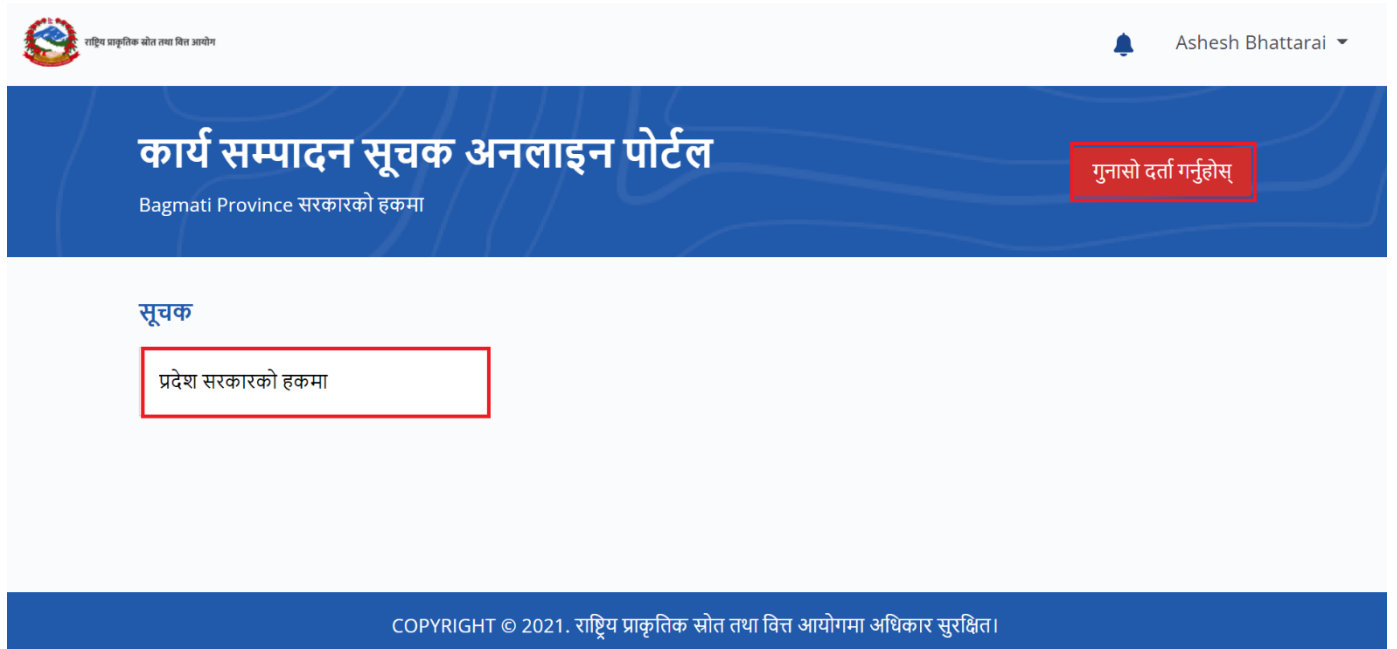 राष्ट्रिय प्राकृतिक स्रोत तथा वित्त आयोग
Ashesh Bhattarai
कार्य सम्पादन सूचक अनलाइन पोर्टल
Bagmati Province सरकारको हकमा
गुनासो दर्ता गर्नुहोस्
सूचक
प्रदेश सरकारको हकमा
COPYRIGHT © 2021. राष्ट्रिय प्राकृतिक स्रोत तथा वित्त आयोगमा अधिकार सुरक्षित।